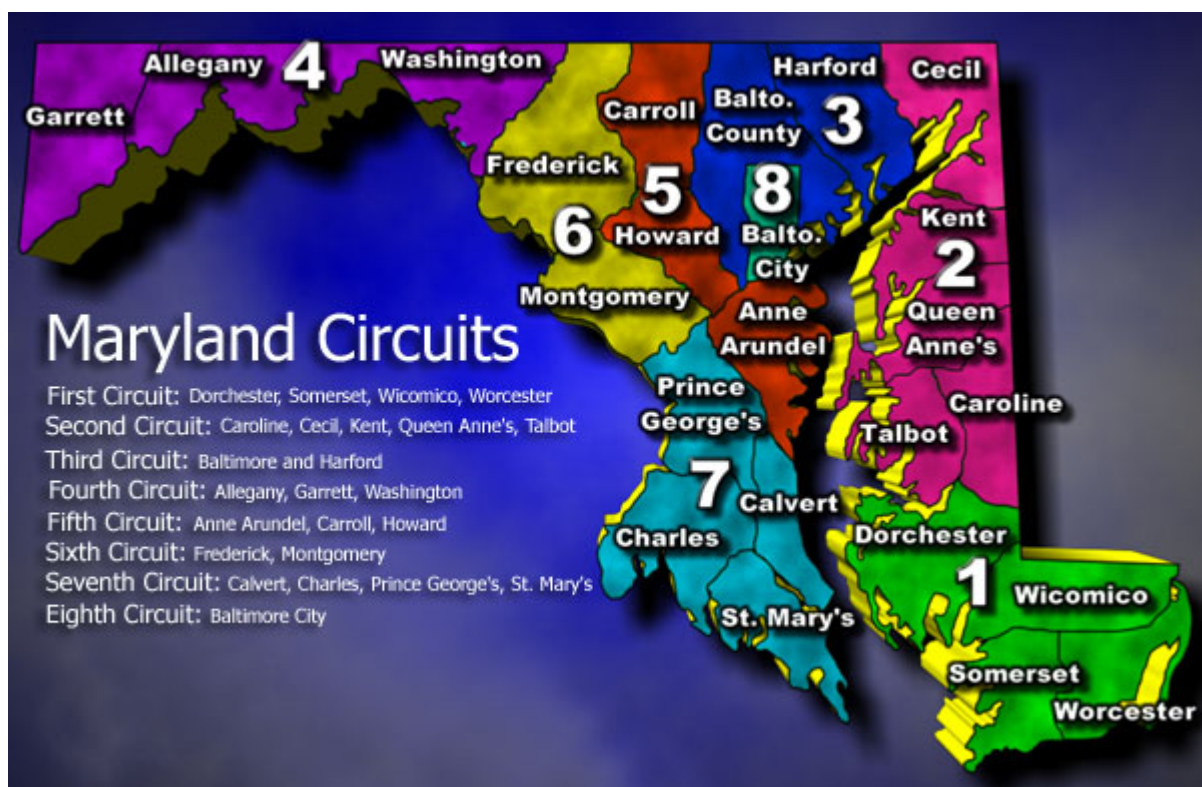 Allegany 4 Washington Harford Cecil
Garrett Carroll Balto. 3
County
Frederick 5 8 Kent
6 Howard Balto. 2
City
Montgomery Anne Queen
Maryland Circuits Arundel Anne's
Prince
First Circuit: Dorchester, Somerset, Wicomico, Worcester
George's Caroline
Second Circuit: Caroline, Cecil, Kent, Queen Anne's, Talbot
Talbot
Third Circuit: Baltimore and Harford
7
Fourth Circuit: Allegany, Garrett, Washington
Calvert
Fifth Circuit: Anne Arundel, Carroll, Howard
Charles Dorchester
Sixth Circuit: Frederick, Montgomery
Seventh Circuit: Calvert, Charles, Prince George's, St. Mary's
1 Wicomico
Eighth Circuit: Baltimore City
St. Mary's
Somerset
Worcester